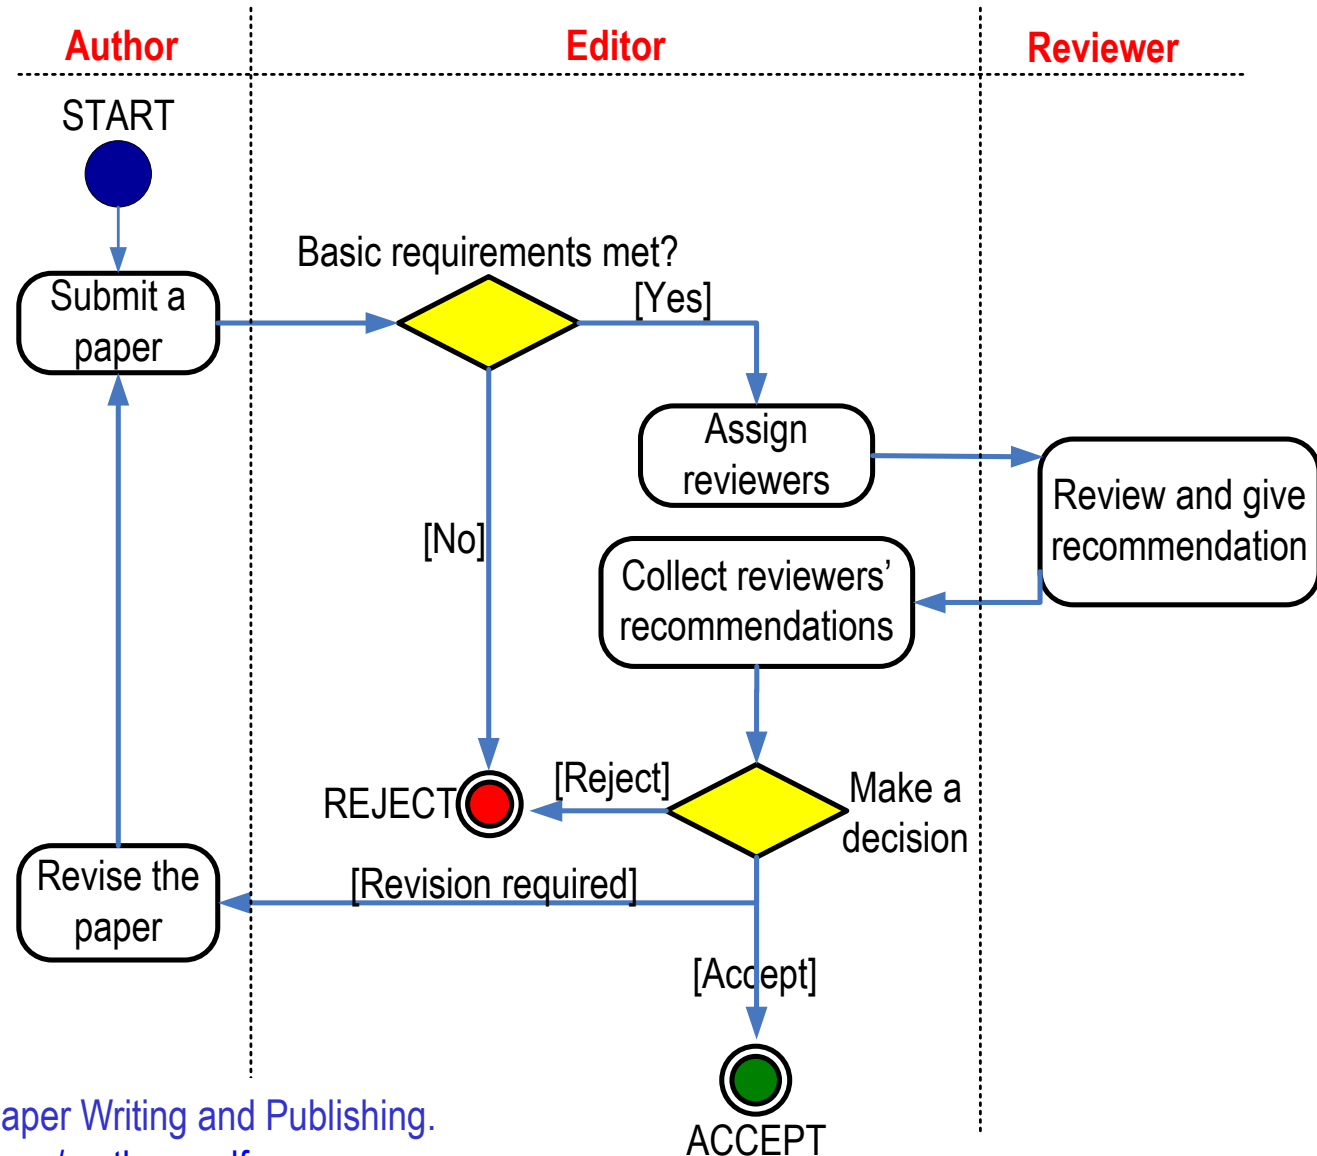 Author
Editor
Reviewer
START
Basic requirements met?
Submit a
paper
[Yes]
Assign
reviewers
Review and give
recommendation
[No]
Collect reviewers’
recommendations
REJECT
[Reject]
Make a
decision
Revise the
paper
[Revision required]
[Accept]
Writing and Publishing.
ACCEPT